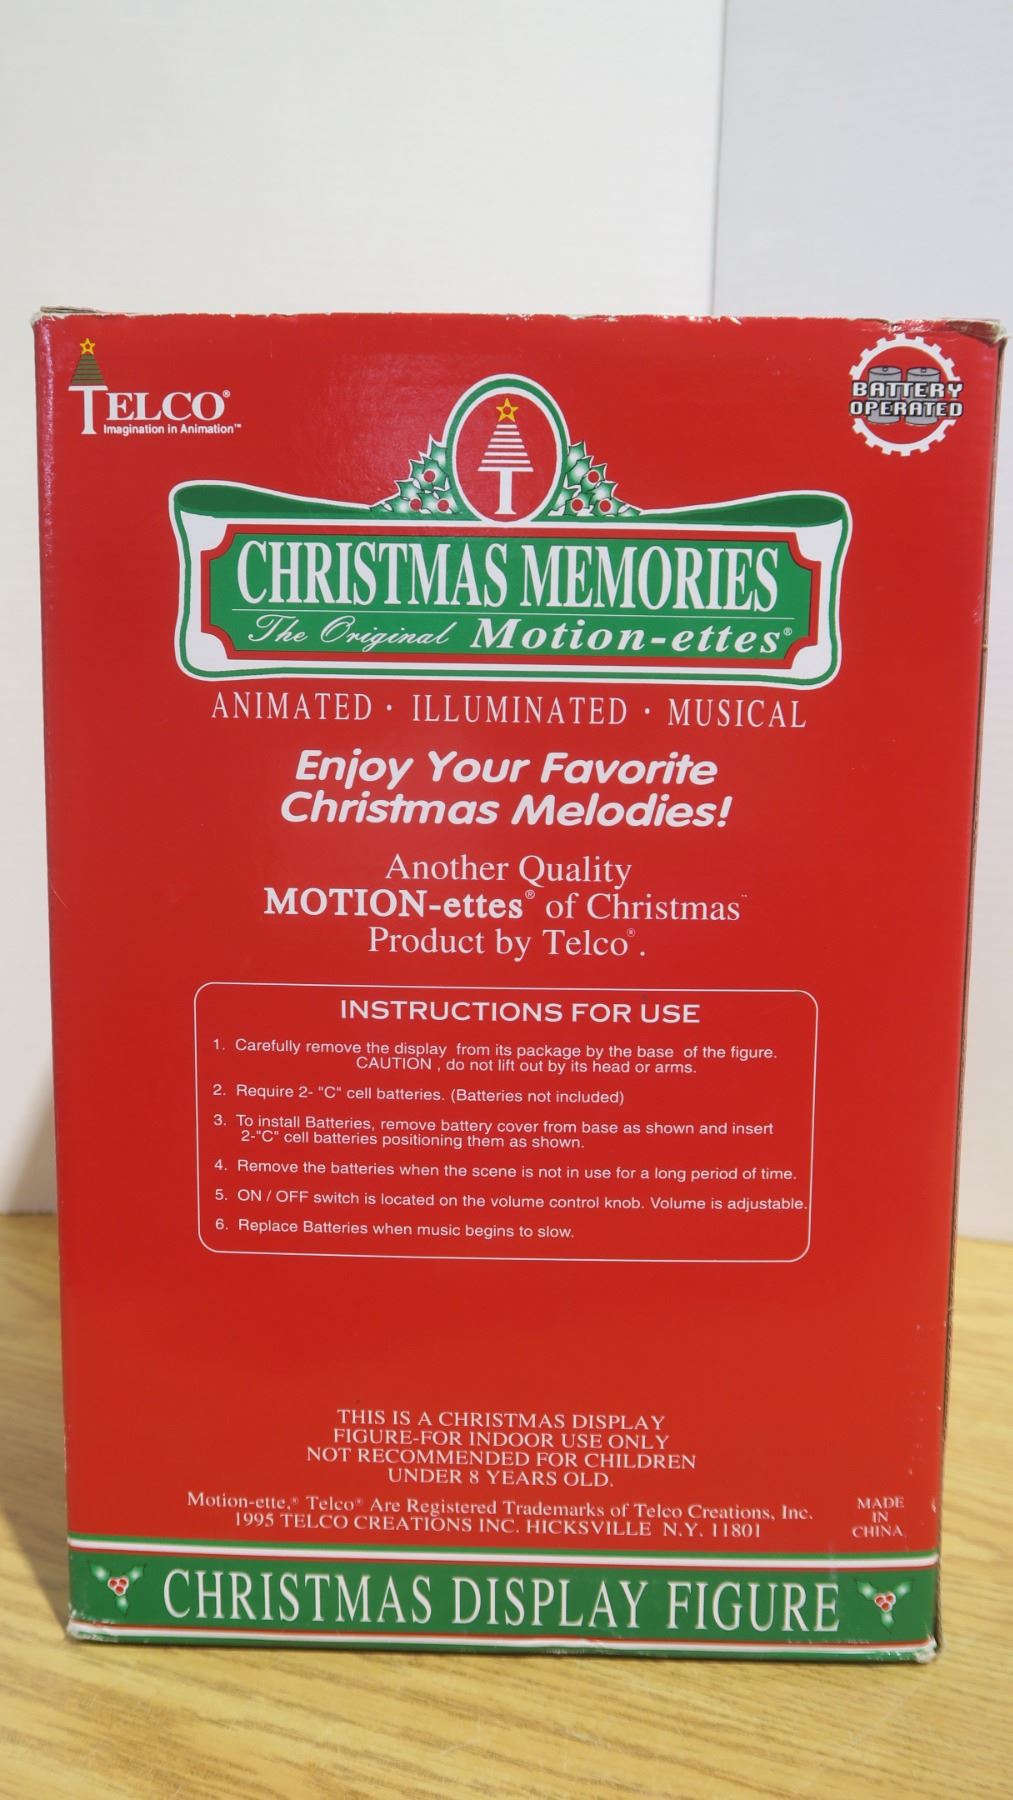 TELCO®
Imagination in Animation™
BATTERY
OPERATED
T
CHRISTMAS MEMORIES
The Original Motion-ettes®
ANIMATED · ILLUMINATED · MUSICAL
Enjoy Your Favorite
Christmas Melodies!
Another Quality
MOTION-ettes® of Christmas™
Product by Telco®.
INSTRUCTIONS FOR USE
1. Carefully remove the display from its package by the base of the figure.
CAUTION , do not lift out by its head or arms.
2. Require 2- "C" cell batteries. (Batteries not included)
3. To install Batteries, remove battery cover from base as shown and insert
2-"C" cell batteries positioning them as shown.
4. Remove the batteries when the scene is not in use for a long period of time.
5. ON / OFF switch is located on the volume control knob. Volume is adjustable.
6. Replace Batteries when music begins to slow.
THIS IS A CHRISTMAS DISPLAY
FIGURE-FOR INDOOR USE ONLY
NOT RECOMMENDED FOR CHILDREN
UNDER 8 YEARS OLD.
Motion-ette,® Telco® Are Registered Trademarks of Telco Creations, Inc.
1995 TELCO CREATIONS INC. HICKSVILLE N.Y. 11801
MADE
IN
CHINA
CHRISTMAS DISPLAY FIGURE